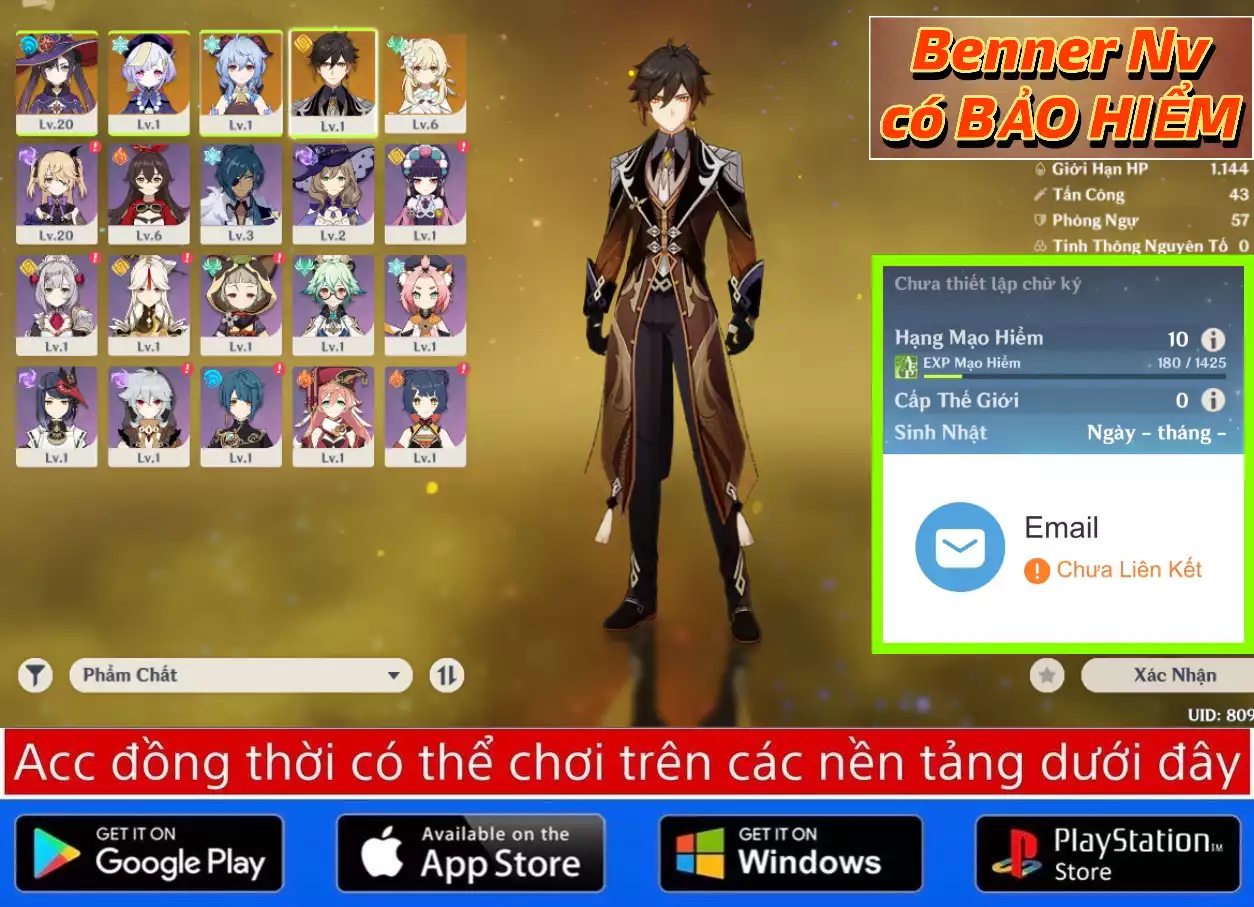 Benner Nv
có BẢO HIỂM
Lv.20
Lv.1
Lv.1
Lv.1
Lv.6
Giới Hạn HP 1.144
Tấn Công 43
Phòng Ngự 57
Tinh Thông Nguyên Tố 0
Lv.20
Lv.6
Lv.3
Lv.2
Lv.1
Chưa thiết lập chữ ký
Hạng Mạo Hiểm 10
EXP Mạo Hiểm 180 / 1425
Cấp Thế Giới 0
Sinh Nhật Ngày - tháng -
Lv.1
Lv.1
Lv.1
Lv.1
Lv.1
Lv.1
Lv.1
Lv.1
Lv.1
Lv.1
Email
Chưa Liên Kết
Phẩm Chất
Xác Nhận
UID: 809
Acc đồng thời có thể chơi trên các nền tảng dưới đây
GET IT ON
Google Play
Available on the
App Store
GET IT ON
Windows
PlayStation™
Store